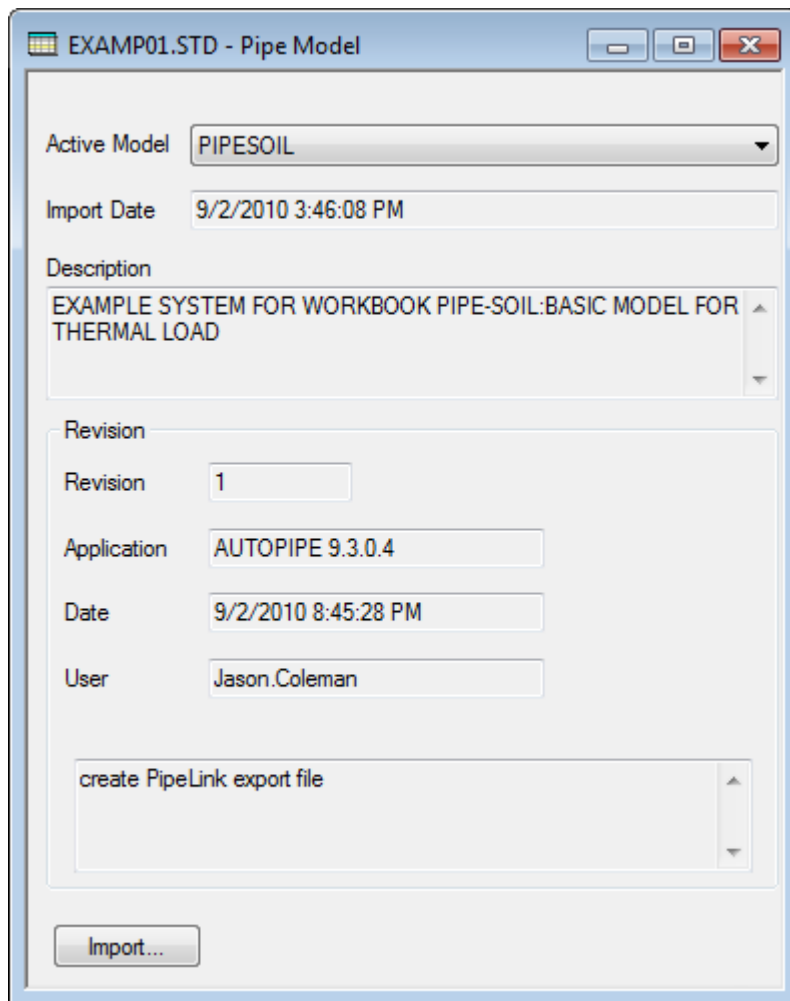 EXAMP01.STD - Pipe Model
Active Model PIPESOIL
Import Date 9/2/2010 3:46:08 PM
Description
EXAMPLE SYSTEM FOR WORKBOOK PIPE-SOIL:BASIC MODEL FOR
THERMAL LOAD
Revision
Revision 1
Application AUTOPIPE 9.3.0.4
Date 9/2/2010 8:45:28 PM
User Jason.Coleman
create PipeLink export file
Import...